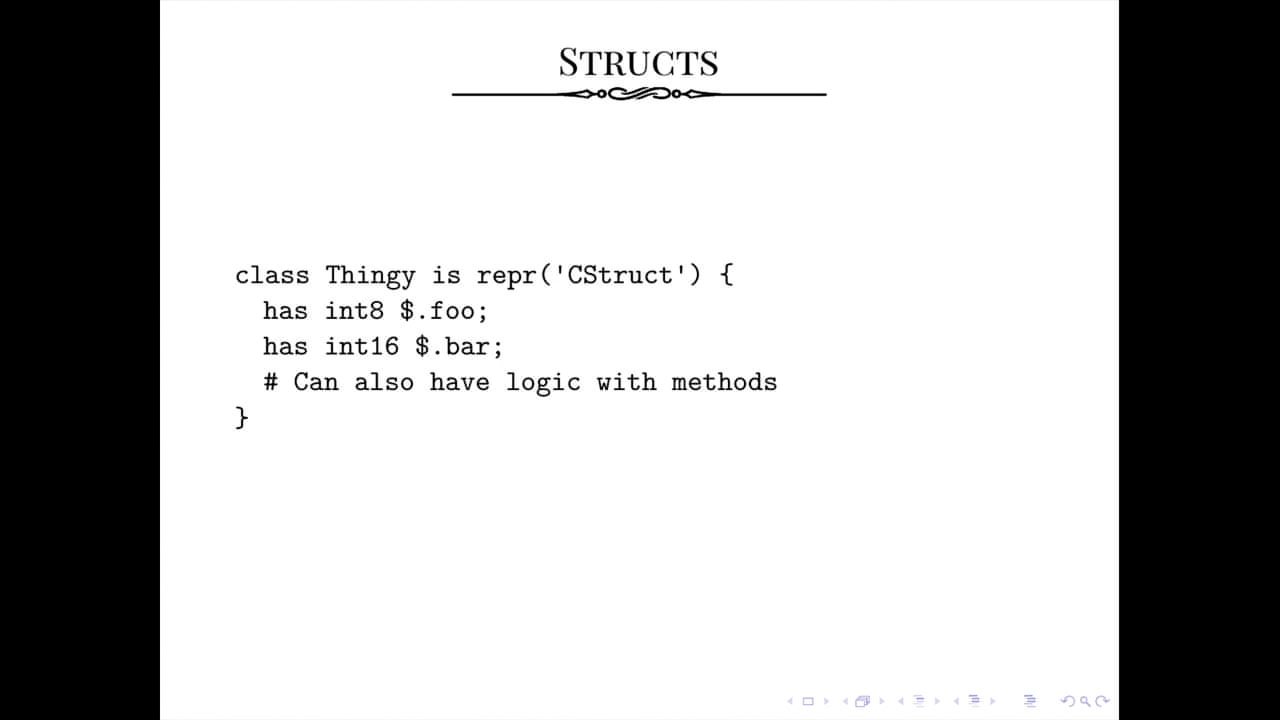 STRUCTS
class Thingy is repr('CStruct') {
  has int8 $.foo;
  has int16 $.bar;
  # Can also have logic with methods
}